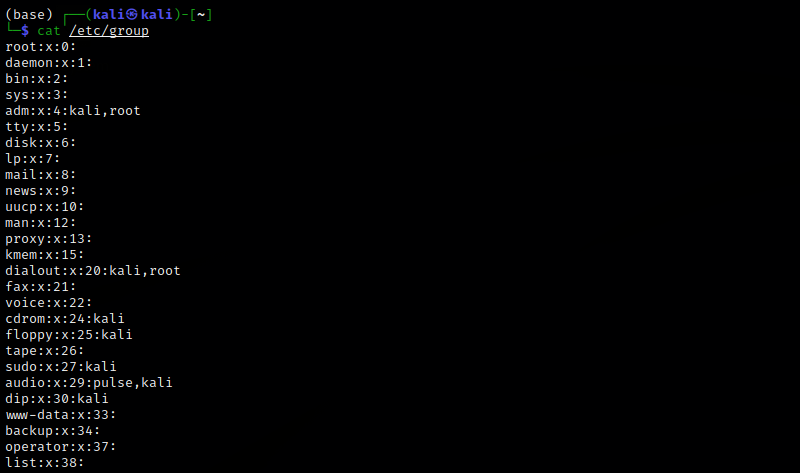 (base) ┌──(kali㉿kali)-[~]
└─$ cat /etc/group
root:x:0:
daemon:x:1:
bin:x:2:
sys:x:3:
adm:x:4:kali,root
tty:x:5:
disk:x:6:
lp:x:7:
mail:x:8:
news:x:9:
uucp:x:10:
man:x:12:
proxy:x:13:
kmem:x:15:
dialout:x:20:kali,root
fax:x:21:
voice:x:22:
cdrom:x:24:kali
floppy:x:25:kali
tape:x:26:
sudo:x:27:kali
audio:x:29:pulse,kali
dip:x:30:kali
www-data:x:33:
backup:x:34:
operator:x:37:
list:x:38: